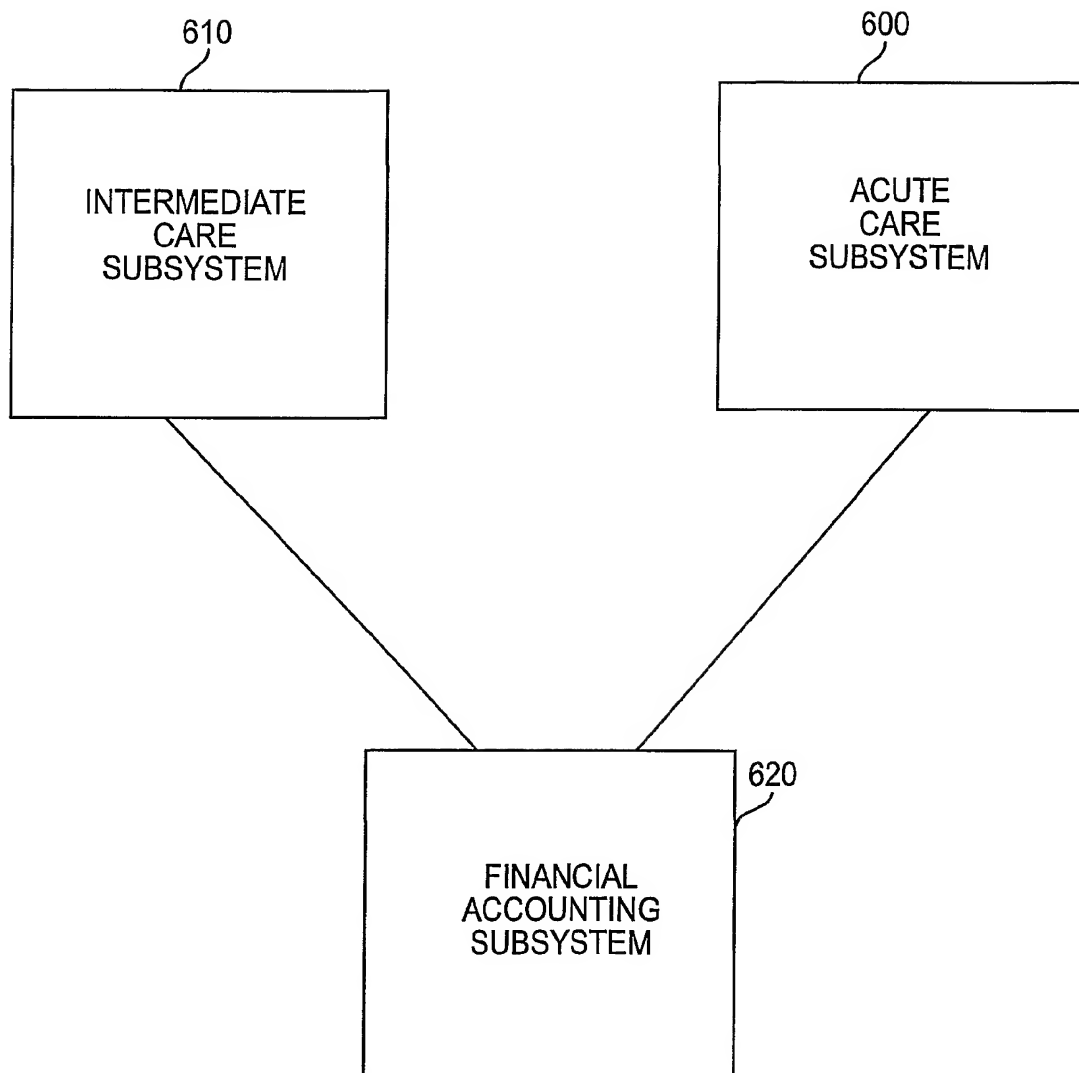 610
600
INTERMEDIATE
CARE
SUBSYSTEM
ACUTE
CARE
SUBSYSTEM
620
FINANCIAL
ACCOUNTING
SUBSYSTEM